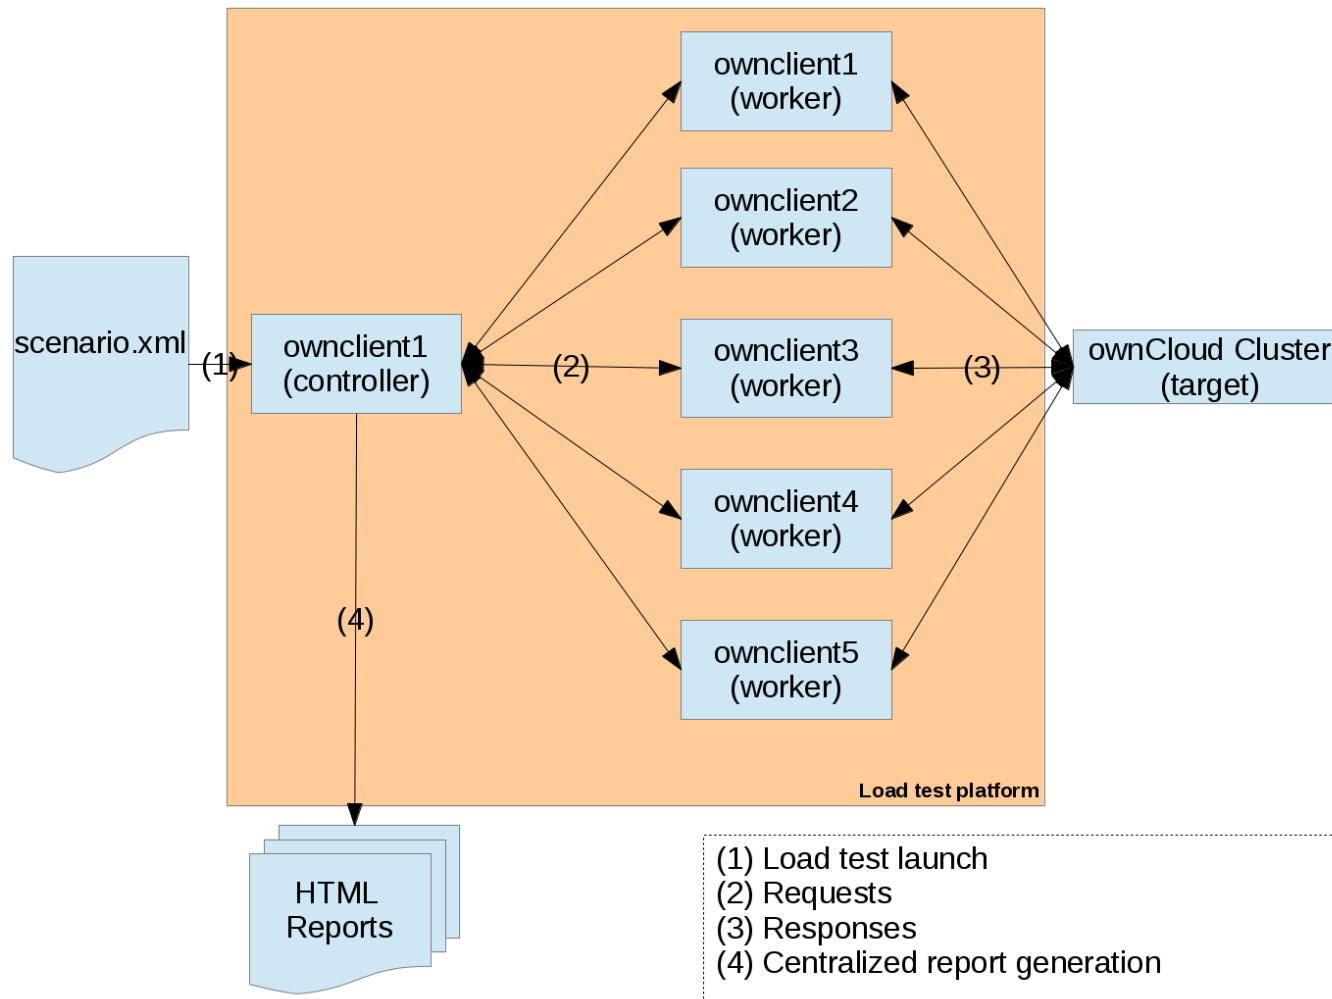 ownclient1
(worker)
ownclient2
(worker)
scenario.xml
(1)
ownclient1
(controller)
(2)
ownclient3
(worker)
(3)
ownCloud Cluster
(target)
ownclient4
(worker)
(4)
ownclient5
(worker)
Load test platform
HTML
Reports
(1) Load test launch
(2) Requests
(3) Responses
(4) Centralized report generation